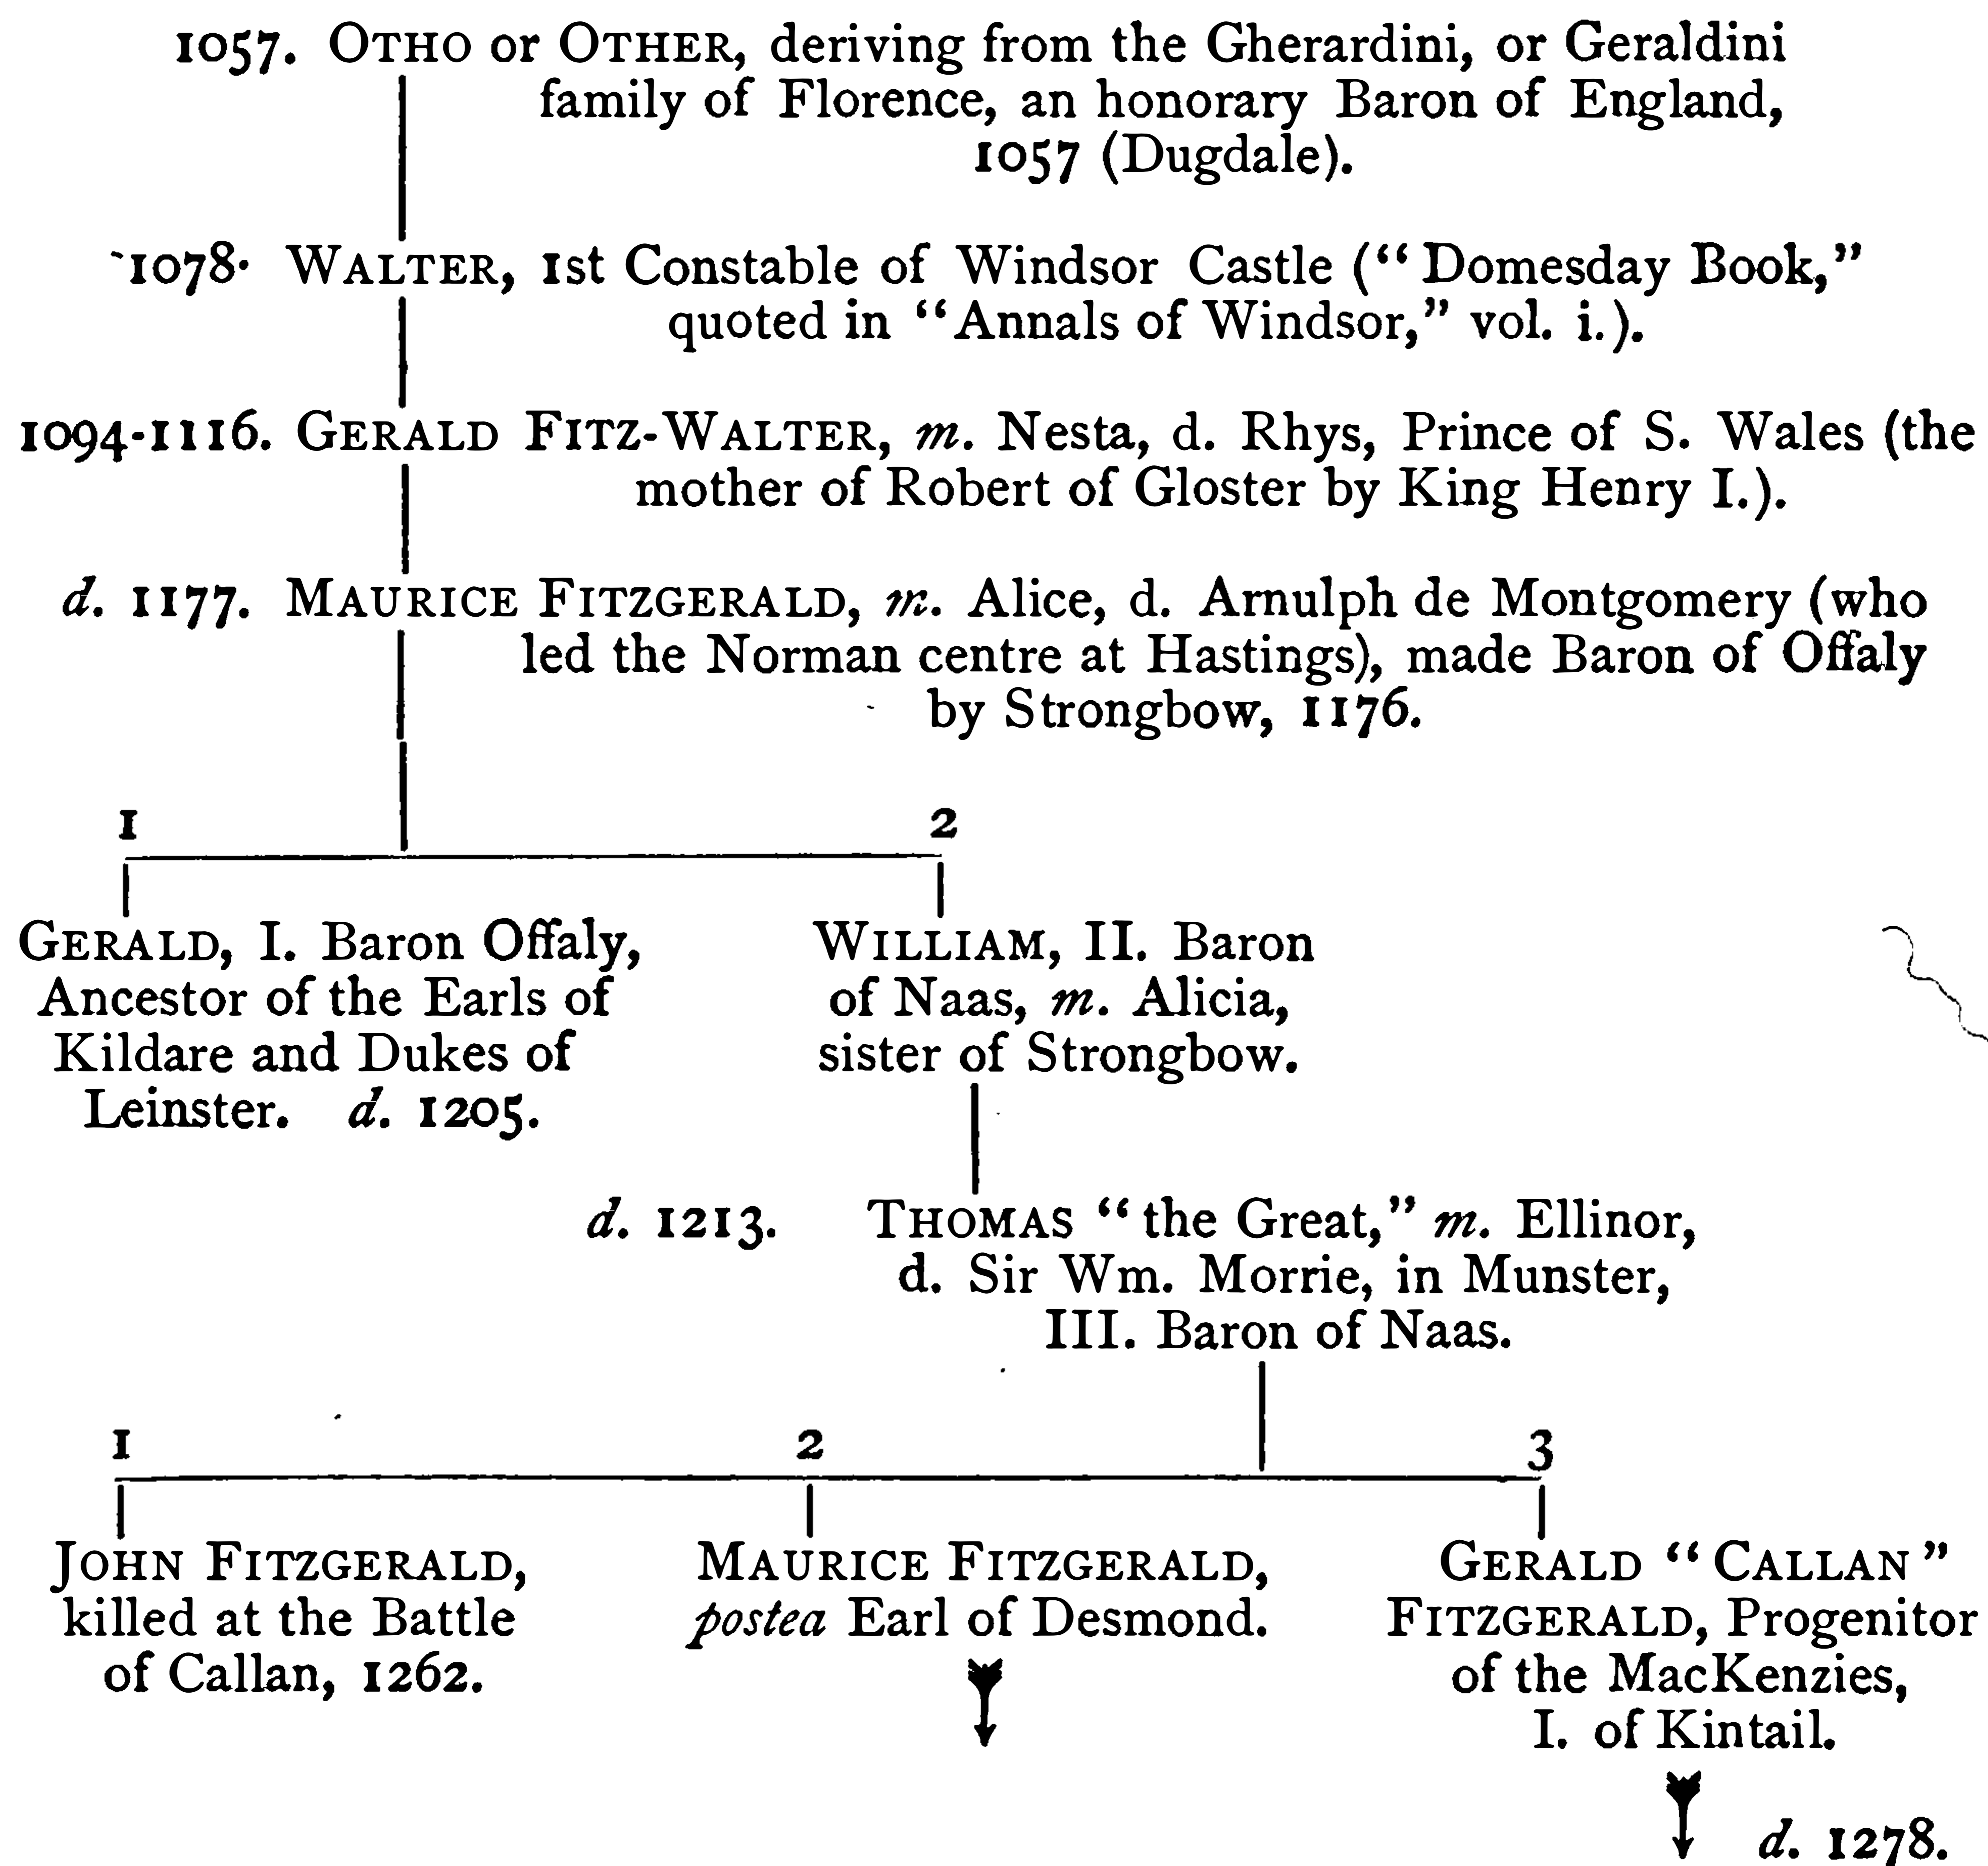 1057. OTHO or OTHER, deriving from the Gherardini, or Geraldini
family of Florence, an honorary Baron of England,
1057 (Dugdale).
1078. WALTER, 1st Constable of Windsor Castle (“Domesday Book,”
quoted in “Annals of Windsor,” vol. i.).
1094-1116. GERALD FITZ-WALTER, m. Nesta, d. Rhys, Prince of S. Wales (the
mother of Robert of Gloster by King Henry I.).
d. 1177. MAURICE FITZGERALD, m. Alice, d. Arnulph de Montgomery (who
led the Norman centre at Hastings), made Baron of Offaly
by Strongbow, 1176.
1 2
GERALD, I. Baron Offaly,
Ancestor of the Earls of
Kildare and Dukes of
Leinster. d. 1205.
WILLIAM, II. Baron
of Naas, m. Alicia,
sister of Strongbow.
d. 1213. THOMAS “the Great,” m. Ellinor,
d. Sir Wm. Morrie, in Munster,
III. Baron of Naas.
1 2 3
JOHN FITZGERALD,
killed at the Battle
of Callan, 1262.
MAURICE FITZGERALD,
postea Earl of Desmond.
GERALD “CALLAN”
FITZGERALD, Progenitor
of the MacKenzies,
I. of Kintail.
d. 1278.